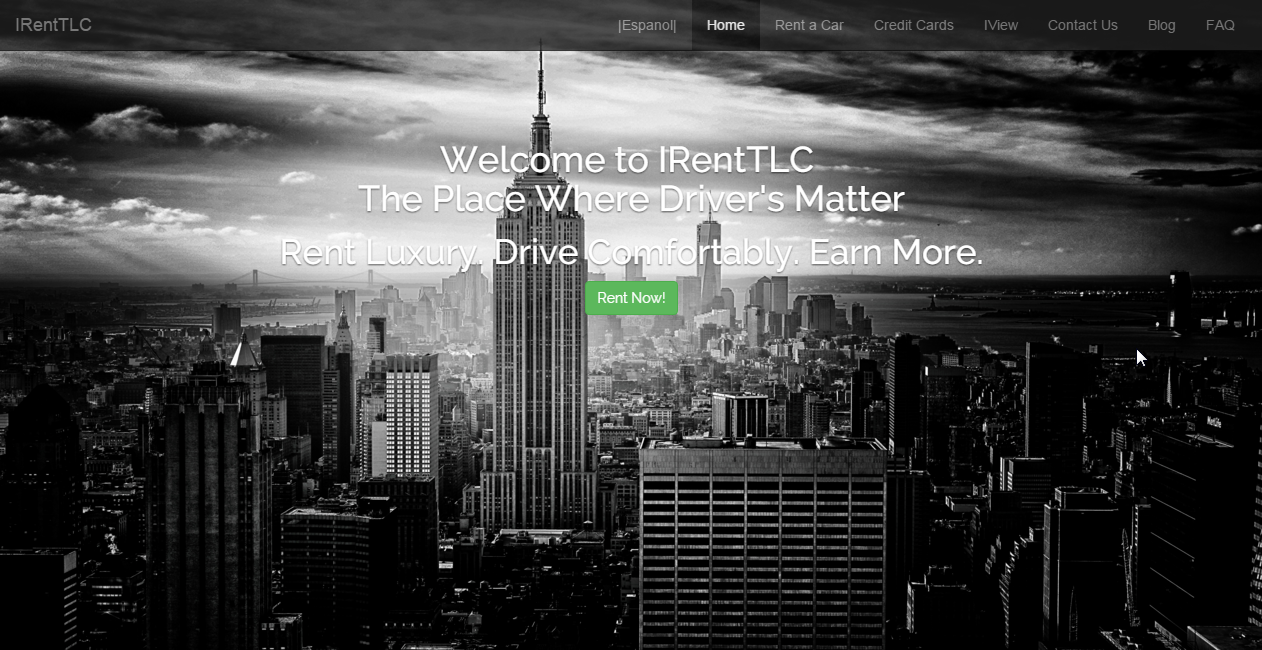 IRentTLC
|Espanol|
Home
Rent a Car
Credit Cards
IView
Contact Us
Blog
FAQ
Welcome to IRentTLC
The Place Where Driver's Matter
Rent Luxury. Drive Comfortably. Earn More.
Rent Now!
MetLife